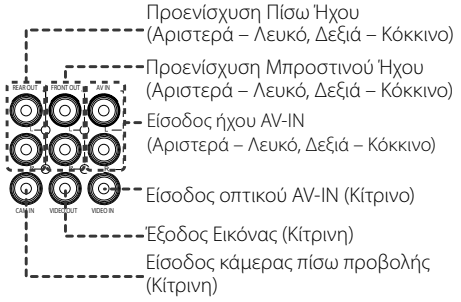 Προενίσχυση Πίσω Ήχου
(Αριστερά – Λευκό, Δεξιά – Κόκκινο)
Προενίσχυση Μπροστινού Ήχου
(Αριστερά – Λευκό, Δεξιά – Κόκκινο)
REAR OUT FRONT OUT AV IN
Είσοδος ήχου AV-IN
(Αριστερά – Λευκό, Δεξιά – Κόκκινο)
L L L
R R R
Είσοδος οπτικού AV-IN (Κίτρινο)
CAM IN VIDEO OUT VIDEO IN
Έξοδος Εικόνας (Κίτρινη)
Είσοδος κάμερας πίσω προβολής
(Κίτρινη)